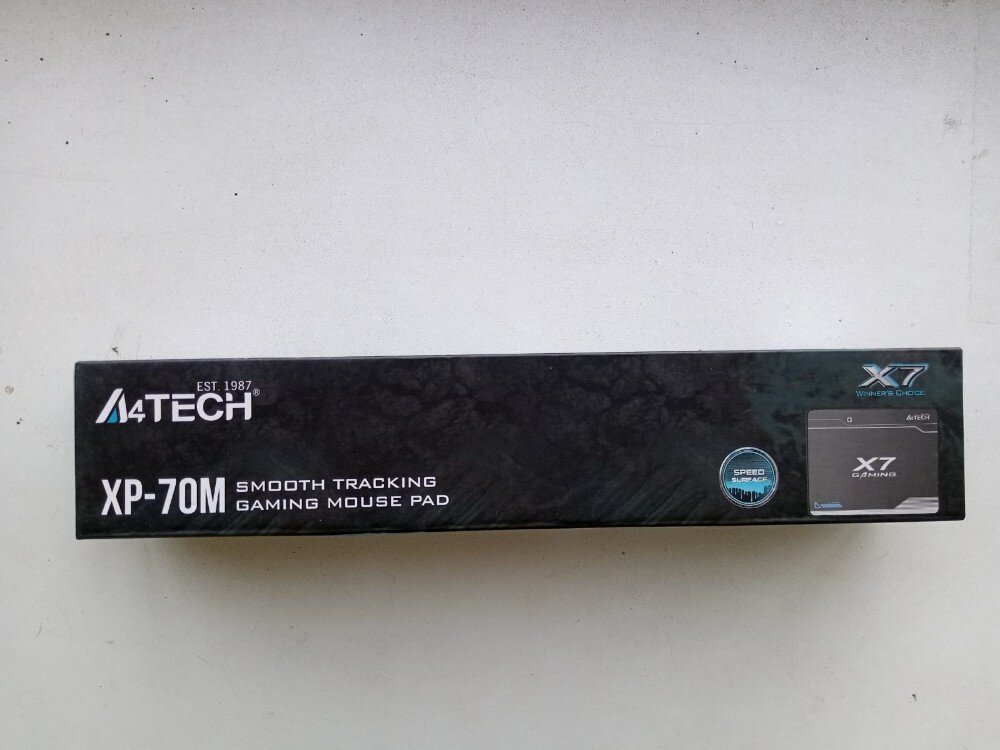 EST. 1987
A4TECH®
XP-70M
SMOOTH TRACKING
GAMING MOUSE PAD
SPEED
SURFACE
X7
WINNER'S CHOICE
A4TECH
X7
GAMING